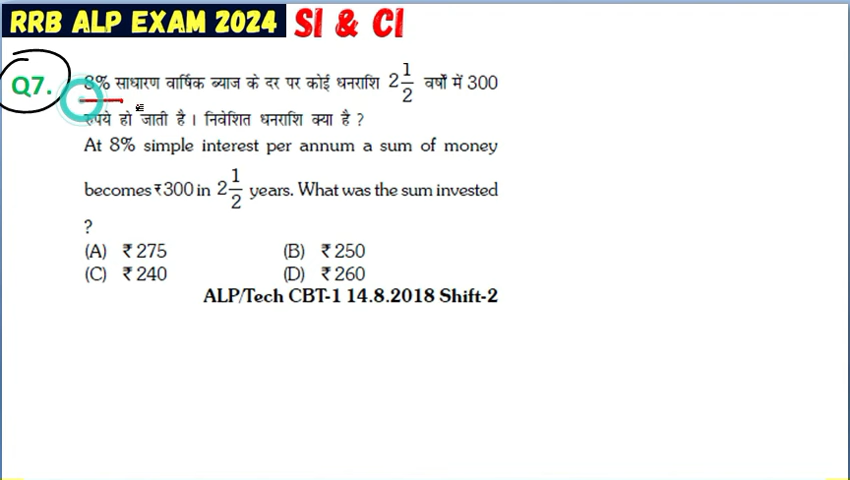 RRB ALP EXAM 2024 SI & CI
Q7. 8% साधारण वार्षिक ब्याज के दर पर कोई धनराशि 2 1/2 वर्षों में 300
रुपये हो जाती है। निवेशित धनराशि क्या है ?
At 8% simple interest per annum a sum of money
becomes ₹300 in 2 1/2 years. What was the sum invested
?
(A) ₹ 275 (B) ₹ 250
(C) ₹ 240 (D) ₹ 260
ALP/Tech CBT-1 14.8.2018 Shift-2